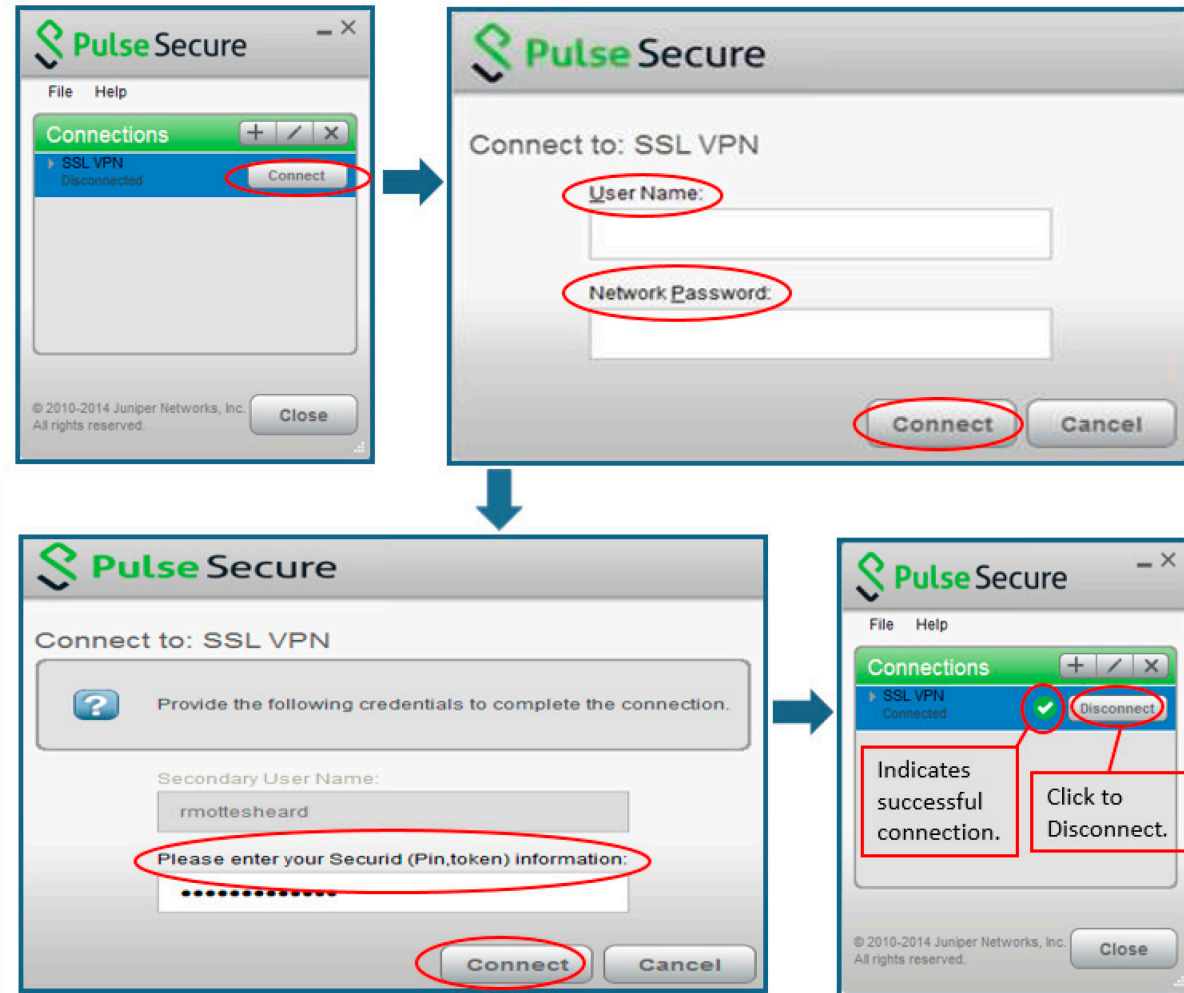 Pulse Secure
File Help
Connections
SSL VPN
Disconnected
Connect
© 2010-2014 Juniper Networks, Inc.
All rights reserved.
Close
Pulse Secure
Connect to: SSL VPN
User Name:
Network Password:
Connect
Cancel
Pulse Secure
Connect to: SSL VPN
Provide the following credentials to complete the connection.
Secondary User Name:
rmottesheard
Please enter your Securid (Pin,token) information:
Connect
Cancel
Pulse Secure
File Help
Connections
SSL VPN
Connected
Disconnect
Indicates
successful
connection.
Click to
Disconnect.
© 2010-2014 Juniper Networks, Inc.
All rights reserved.
Close